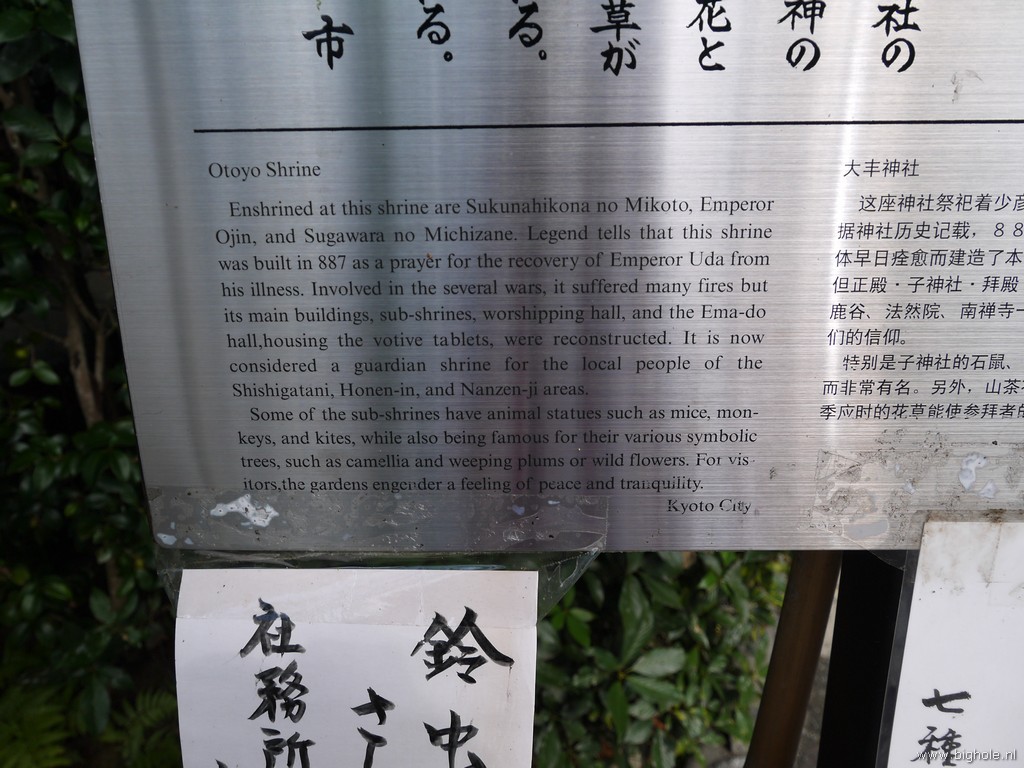 社の
神の
花と
草が
る。
る。
市
Otoyo Shrine
Enshrined at this shrine are Sukunahikona no Mikoto, Emperor
Ojin, and Sugawara no Michizane. Legend tells that this shrine
was built in 887 as a prayer for the recovery of Emperor Uda from
his illness. Involved in the several wars, it suffered many fires but
its main buildings, sub-shrines, worshipping hall, and the Ema-do
hall,housing the votive tablets, were reconstructed. It is now
considered a guardian shrine for the local people of the
Shishigatani, Honen-in, and Nanzen-ji areas.
Some of the sub-shrines have animal statues such as mice, mon-
keys, and kites, while also being famous for their various symbolic
trees, such as camellia and weeping plums or wild flowers. For vis-
itors,the gardens engender a feeling of peace and tranquility.
Kyoto City
大丰神社
这座神社祭祀着少彦
据神社历史记载，８８
体早日痊愈而建造了本
但正殿・子神社・拜殿
鹿谷、法然院、南禅寺一
们的信仰。
特别是子神社的石鼠、
而非常有名。另外，山茶
季应时的花草能使参拜者的
鈴中
さ
社務所
七種
www.bighole.nl